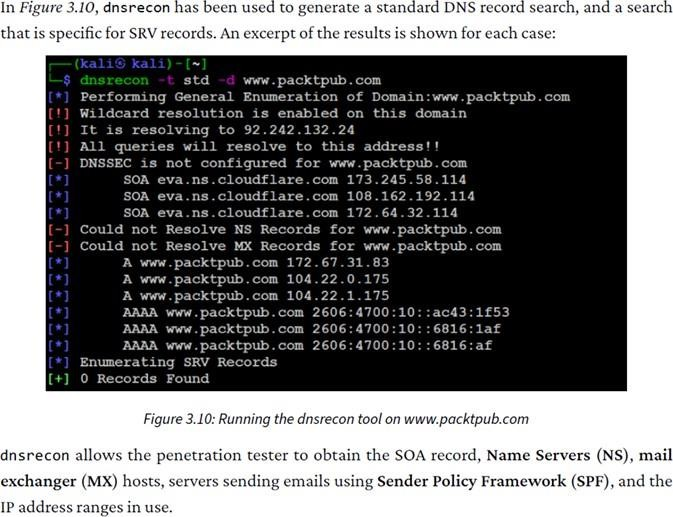 In Figure 3.10, dnsrecon has been used to generate a standard DNS record search, and a search
that is specific for SRV records. An excerpt of the results is shown for each case:
┌──(kali㉿kali)-[~]
└─$ dnsrecon -t std -d www.packtpub.com
[*] Performing General Enumeration of Domain:www.packtpub.com
[!] Wildcard resolution is enabled on this domain
[!] It is resolving to 92.242.132.24
[!] All queries will resolve to this address!!
[-] DNSSEC is not configured for www.packtpub.com
[*] SOA eva.ns.cloudflare.com 173.245.58.114
[*] SOA eva.ns.cloudflare.com 108.162.192.114
[*] SOA eva.ns.cloudflare.com 172.64.32.114
[-] Could not Resolve NS Records for www.packtpub.com
[-] Could not Resolve MX Records for www.packtpub.com
[*] A www.packtpub.com 172.67.31.83
[*] A www.packtpub.com 104.22.0.175
[*] A www.packtpub.com 104.22.1.175
[*] AAAA www.packtpub.com 2606:4700:10::ac43:1f53
[*] AAAA www.packtpub.com 2606:4700:10::6816:1af
[*] AAAA www.packtpub.com 2606:4700:10::6816:af
[*] Enumerating SRV Records
[+] 0 Records Found
Figure 3.10: Running the dnsrecon tool on www.packtpub.com
dnsrecon allows the penetration tester to obtain the SOA record, Name Servers (NS), mail
exchanger (MX) hosts, servers sending emails using Sender Policy Framework (SPF), and the
IP address ranges in use.